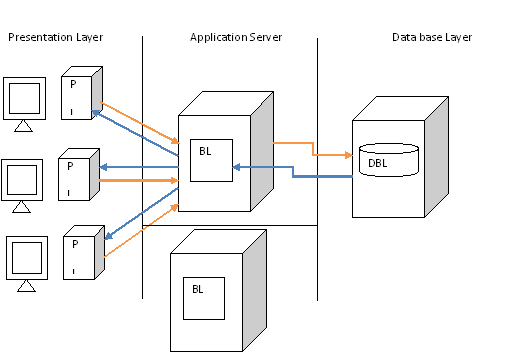 Presentation Layer
Application Server
Data base Layer
P
L
BL
DBL
P
L
P
L
BL